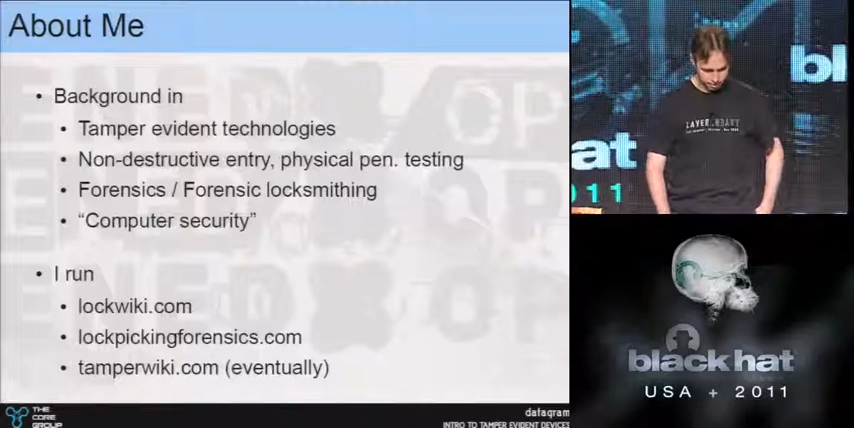 About Me
• Background in
• Tamper evident technologies
• Non-destructive entry, physical pen. testing
• Forensics / Forensic locksmithing
• “Computer security”
• I run
• lockwiki.com
• lockpickingforensics.com
• tamperwiki.com (eventually)
THE
CORE
GROUP
datagram
INTRO TO TAMPER EVIDENT DEVICES
bl
at
2011
black hat
USA + 2011